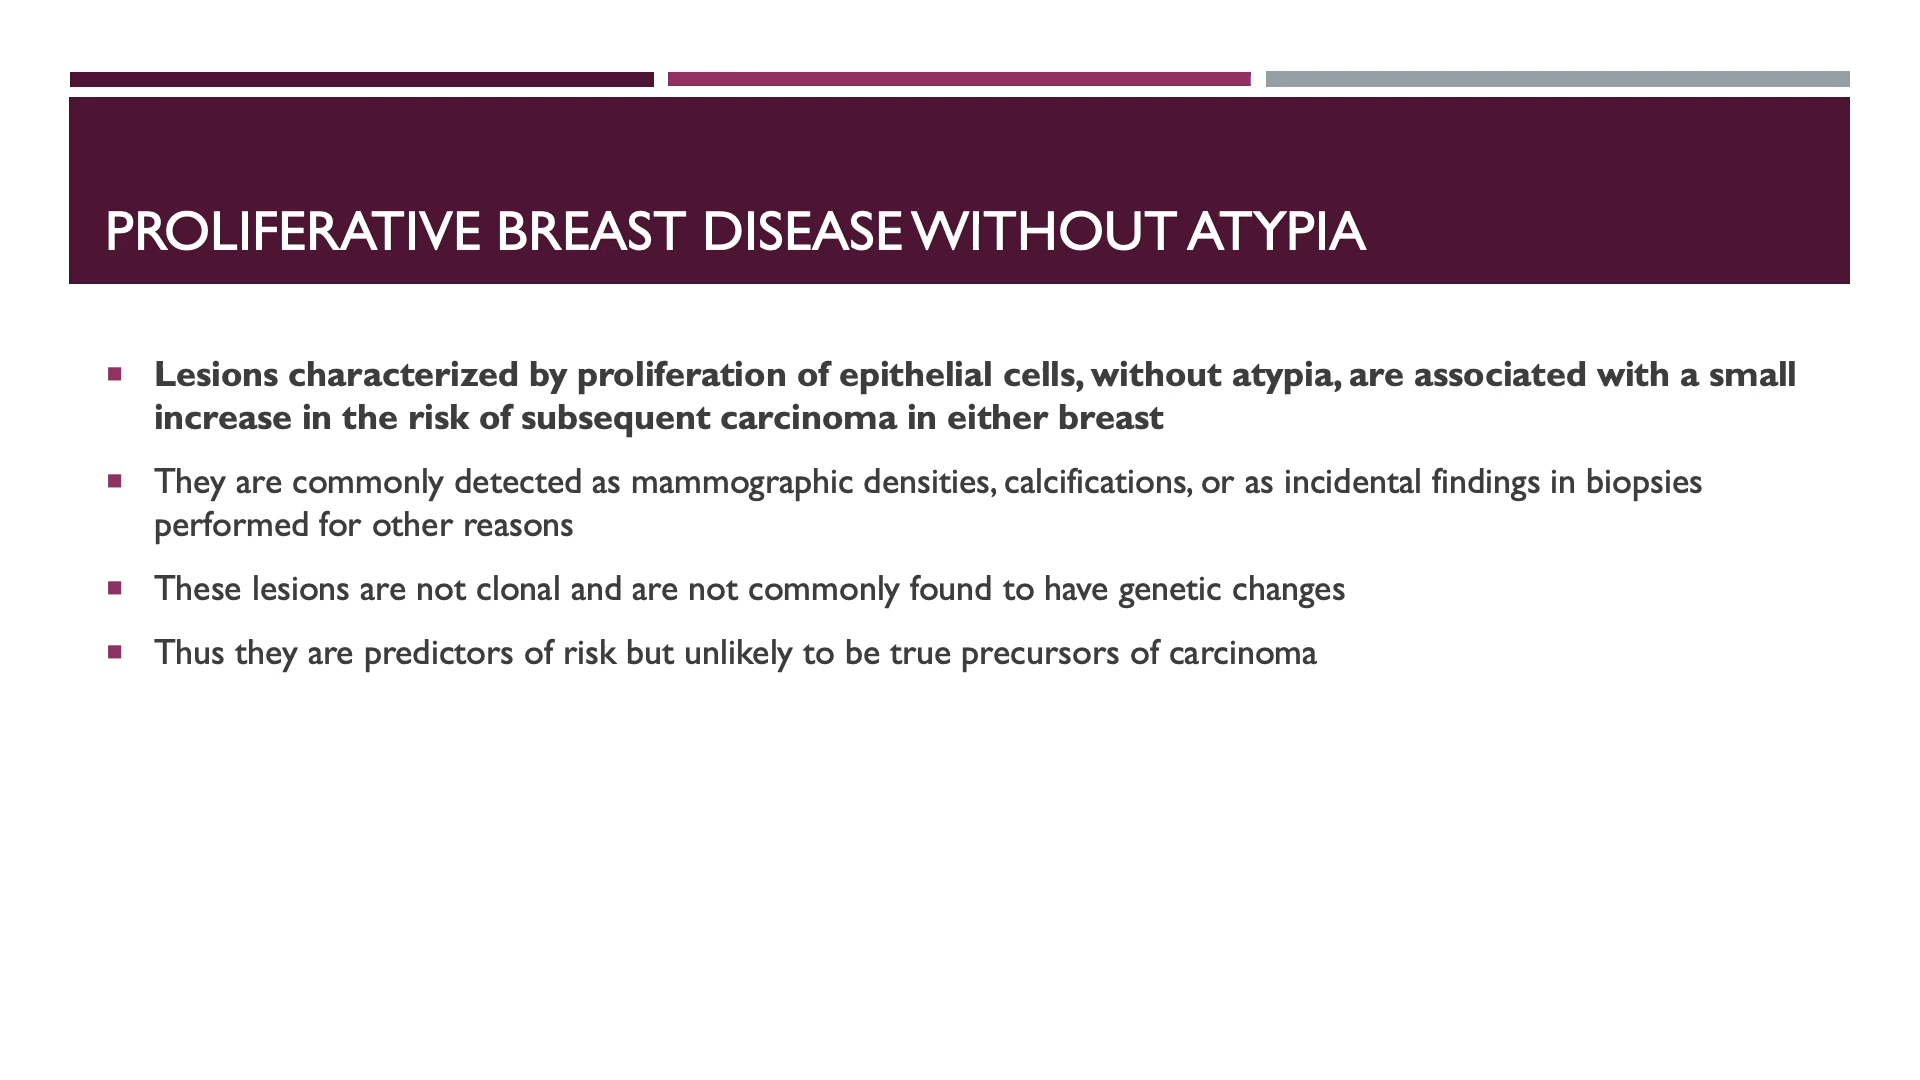 PROLIFERATIVE BREAST DISEASE WITHOUT ATYPIA
▪ Lesions characterized by proliferation of epithelial cells, without atypia, are associated with a small
increase in the risk of subsequent carcinoma in either breast
▪ They are commonly detected as mammographic densities, calcifications, or as incidental findings in biopsies
performed for other reasons
▪ These lesions are not clonal and are not commonly found to have genetic changes
▪ Thus they are predictors of risk but unlikely to be true precursors of carcinoma